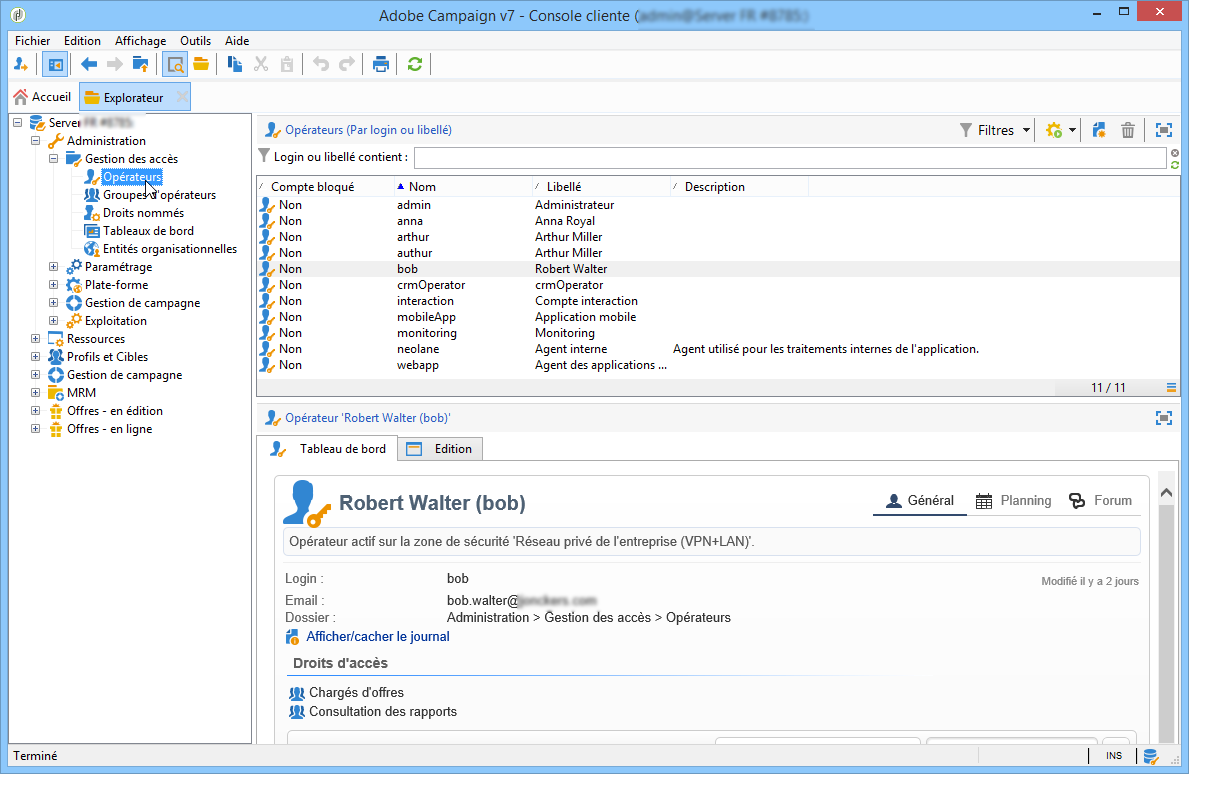 Adobe Campaign v7 - Console cliente (
Fichier Edition Affichage Outils Aide
Accueil Explorateur
Server
Administration
Gestion des accès
Opérateurs
Groupes d'opérateurs
Droits nommés
Tableaux de bord
Entités organisationnelles
Paramétrage
Plate-forme
Gestion de campagne
Exploitation
Ressources
Profils et Cibles
Gestion de campagne
MRM
Offres - en édition
Offres - en ligne
Opérateurs (Par login ou libellé) Filtres
Login ou libellé contient :
Compte bloqué Nom Libellé Description
Non admin Administrateur
Non anna Anna Royal
Non arthur Arthur Miller
Non authur Arthur Miller
Non bob Robert Walter
Non crmOperator crmOperator
Non interaction Compte interaction
Non mobileApp Application mobile
Non monitoring Monitoring
Non neolane Agent interne Agent utilisé pour les traitements internes de l'application.
Non webapp Agent des applications ...
11 / 11
Opérateur 'Robert Walter (bob)'
Tableau de bord Edition
Robert Walter (bob) Général Planning Forum
Opérateur actif sur la zone de sécurité 'Réseau privé de l'entreprise (VPN+LAN)'.
Login : bob Modifié il y a 2 jours
Email : bob.walter@
Dossier : Administration > Gestion des accès > Opérateurs
Afficher/cacher le journal
Droits d'accès
Chargés d'offres
Consultation des rapports
Terminé INS